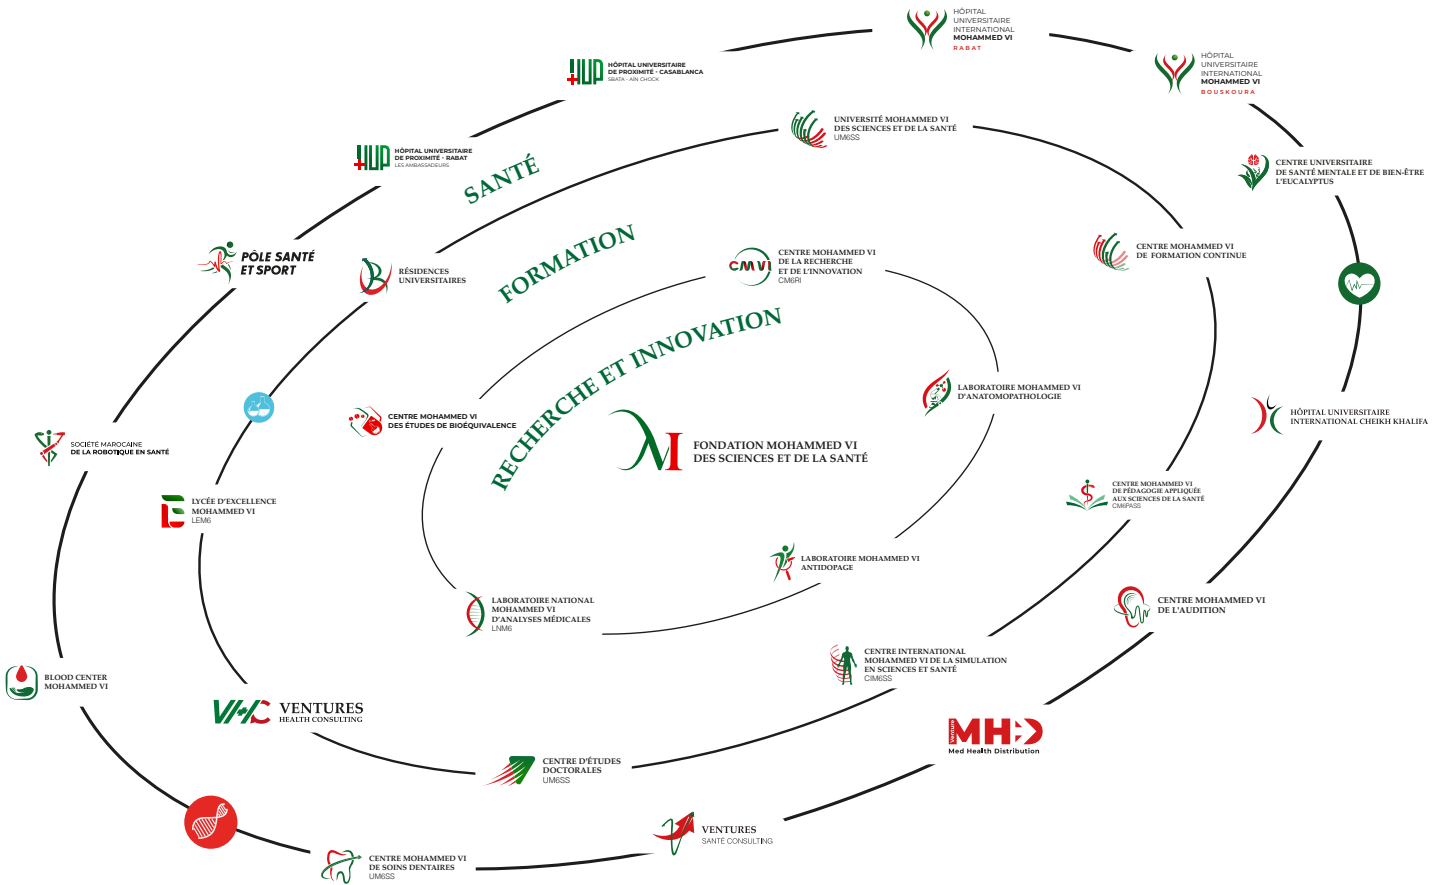 HÔPITAL
UNIVERSITAIRE
INTERNATIONAL
MOHAMMED VI
RABAT
HÔPITAL
UNIVERSITAIRE
INTERNATIONAL
MOHAMMED VI
BOUSKOURA
HUP
HÔPITAL UNIVERSITAIRE
DE PROXIMITÉ - CASABLANCA
SBATA - AÏN CHOCK
UNIVERSITÉ MOHAMMED VI
DES SCIENCES ET DE LA SANTÉ
UM6SS
HUP
HÔPITAL UNIVERSITAIRE
DE PROXIMITÉ - RABAT
LES AMBASSADEURS
CENTRE UNIVERSITAIRE
DE SANTÉ MENTALE ET DE BIEN-ÊTRE
L'EUCALYPTUS
SANTÉ
FORMATION
RECHERCHE ET INNOVATION
PÔLE SANTÉ
ET SPORT
RÉSIDENCES
UNIVERSITAIRES
CMVI
CENTRE MOHAMMED VI
DE LA RECHERCHE
ET DE L'INNOVATION
CM6RI
CENTRE MOHAMMED VI
DE FORMATION CONTINUE
LABORATOIRE MOHAMMED VI
D'ANATOMOPATHOLOGIE
HÔPITAL UNIVERSITAIRE
INTERNATIONAL CHEIKH KHALIFA
CENTRE MOHAMMED VI
DES ÉTUDES DE BIOÉQUIVALENCE
SOCIÉTÉ MAROCAINE
DE LA ROBOTIQUE EN SANTÉ
FONDATION MOHAMMED VI
DES SCIENCES ET DE LA SANTÉ
LYCÉE D'EXCELLENCE
MOHAMMED VI
LEM6
CENTRE MOHAMMED VI
DE PÉDAGOGIE APPLIQUÉE
AUX SCIENCES DE LA SANTÉ
CM6PASS
LABORATOIRE MOHAMMED VI
ANTIDOPAGE
LABORATOIRE NATIONAL
MOHAMMED VI
D'ANALYSES MÉDICALES
LNM6
CENTRE MOHAMMED VI
DE L'AUDITION
CENTRE INTERNATIONAL
MOHAMMED VI DE LA SIMULATION
EN SCIENCES ET SANTÉ
CIM6SS
BLOOD CENTER
MOHAMMED VI
VHC
VENTURES
HEALTH CONSULTING
Ventures
MHD
Med Health Distribution
CENTRE D'ÉTUDES
DOCTORALES
UM6SS
VENTURES
SANTÉ CONSULTING
CENTRE MOHAMMED VI
DE SOINS DENTAIRES
UM6SS